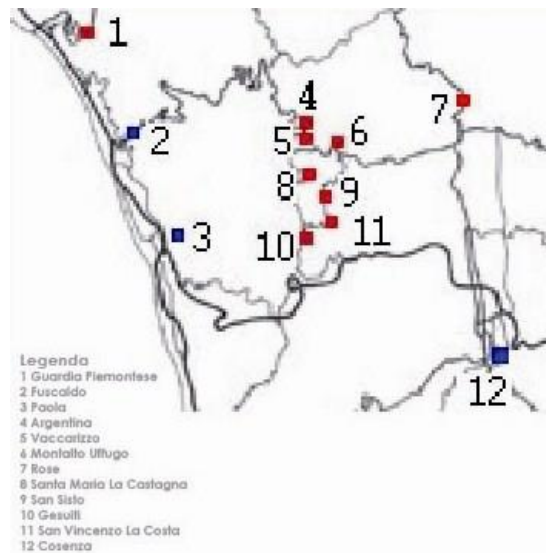 1
2
3
4
5
6
7
8
9
10
11
12
Legenda
1 Guardia Piemontese
2 Fuscaldo
3 Paola
4 Argentina
5 Vaccarizzo
6 Montalto Uffugo
7 Rose
8 Santa Maria La Castagna
9 San Sisto
10 Gesuiti
11 San Vincenzo La Costa
12 Cosenza